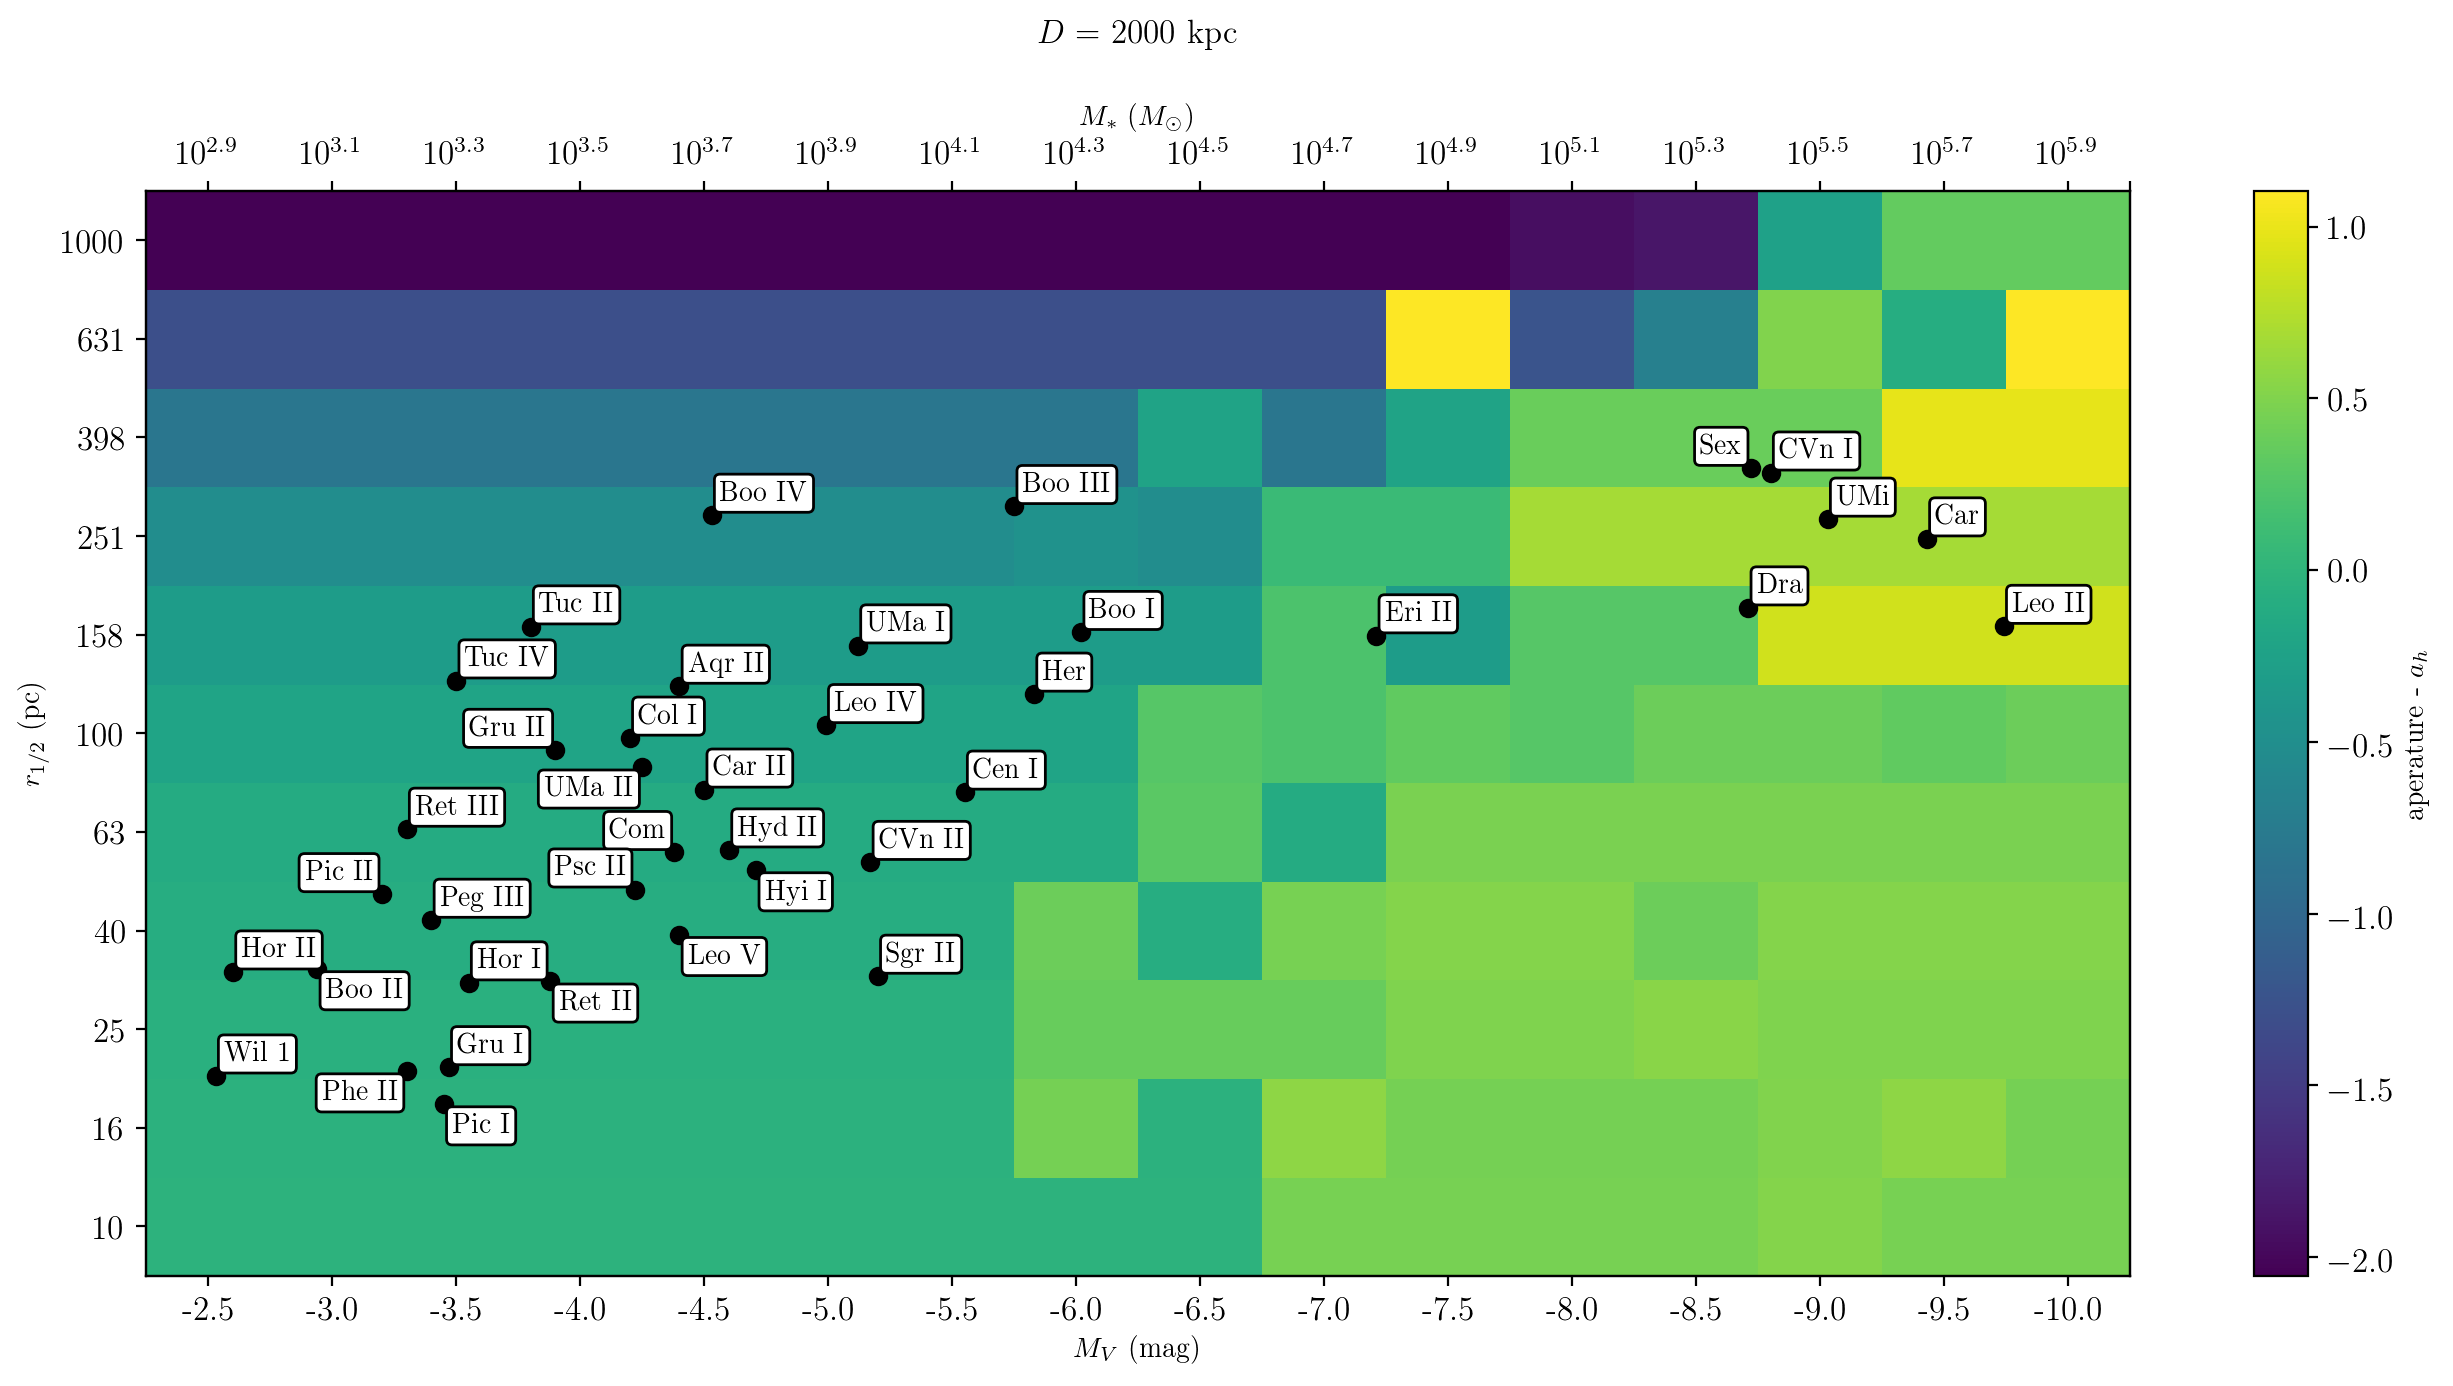 D = 2000 kpc
M* (M⊙)
10^2.9 10^3.1 10^3.3 10^3.5 10^3.7 10^3.9 10^4.1 10^4.3 10^4.5 10^4.7 10^4.9 10^5.1 10^5.3 10^5.5 10^5.7 10^5.9
1000
631
398
251
158
100
63
40
25
16
10
r1/2 (pc)
Sex
CVn I
Boo IV
Boo III
UMi
Car
Dra
Tuc II
UMa I
Boo I
Eri II
Leo II
Tuc IV
Aqr II
Her
Gru II
Col I
Leo IV
UMa II
Car II
Cen I
Ret III
Com
Hyd II
CVn II
Pic II
Psc II
Peg III
Hyi I
Hor II
Hor I
Leo V
Sgr II
Boo II
Ret II
Wil 1
Gru I
Phe II
Pic I
-2.5 -3.0 -3.5 -4.0 -4.5 -5.0 -5.5 -6.0 -6.5 -7.0 -7.5 -8.0 -8.5 -9.0 -9.5 -10.0
MV (mag)
1.0
0.5
0.0
−0.5
−1.0
−1.5
−2.0
aperature - ah